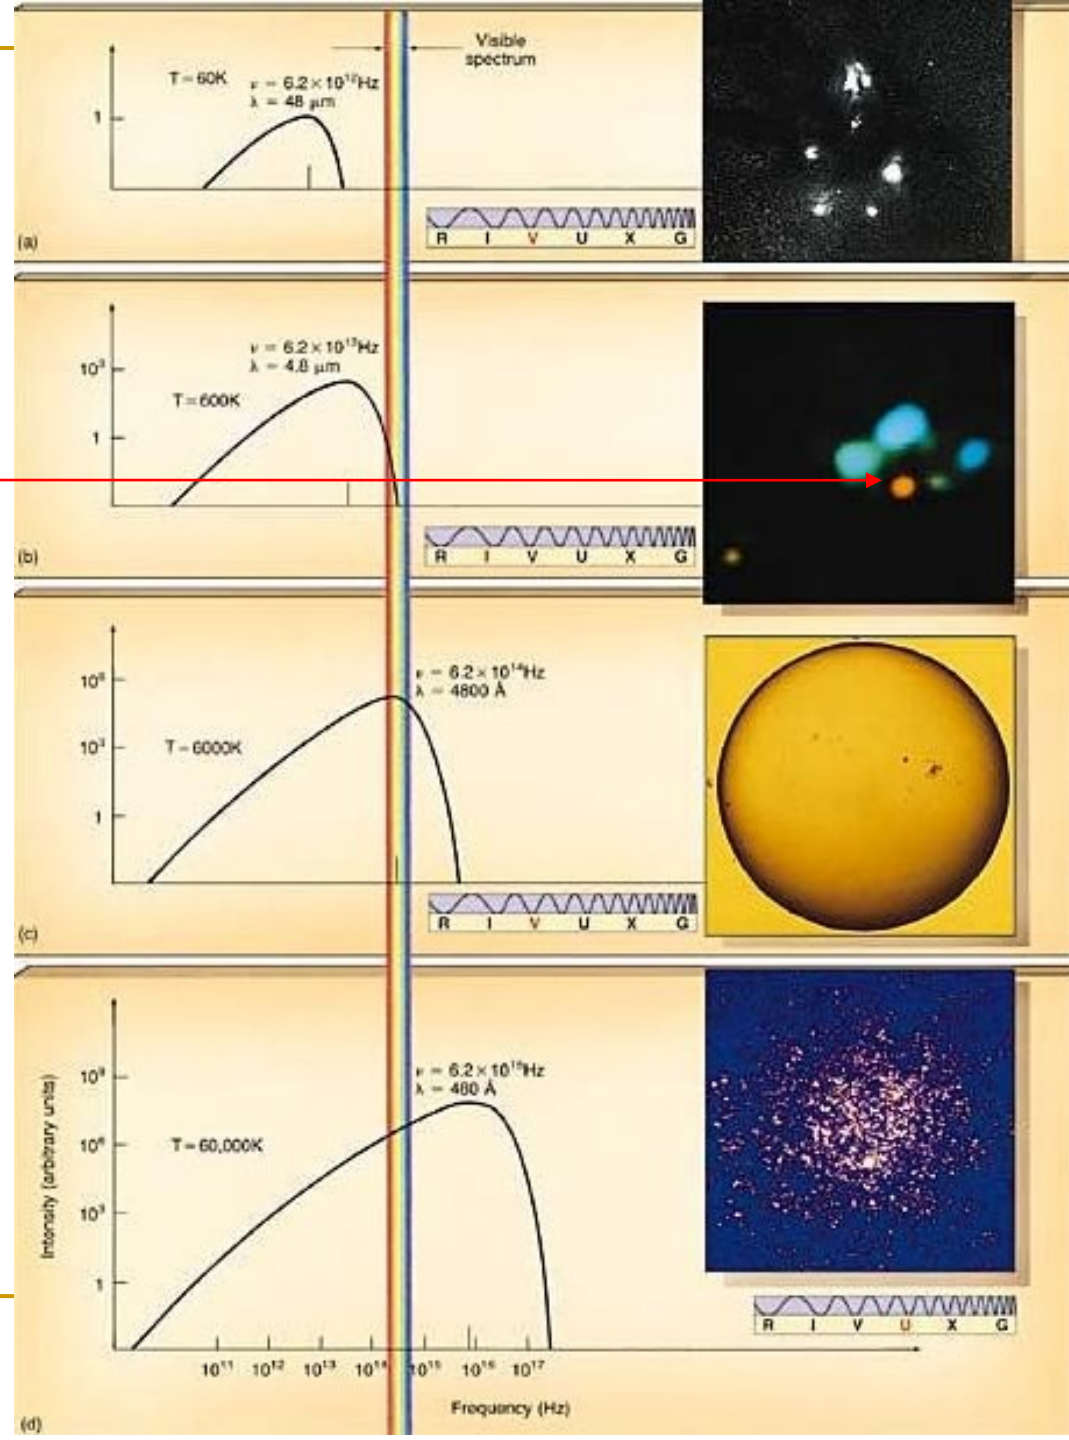 Visible
spectrum
T = 60K
ν = 6.2 × 10¹²Hz
λ = 48 μm
1
R I V U X G
(a)
ν = 6.2 × 10¹³Hz
λ = 4.8 μm
10³
T = 600K
1
R I V U X G
(b)
ν = 6.2 × 10¹⁴Hz
λ = 4800 Å
10⁶
10³
T = 6000K
1
R I V U X G
(c)
ν = 6.2 × 10¹⁵Hz
λ = 480 Å
10⁹
10⁶
T = 60,000K
10³
1
Intensity (arbitrary units)
R I V U X G
10¹¹ 10¹² 10¹³ 10¹⁴ 10¹⁵ 10¹⁶ 10¹⁷
Frequency (Hz)
(d)